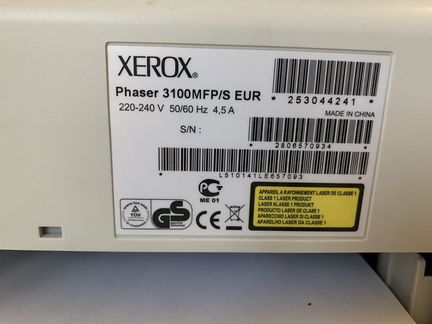 XEROX®
Phaser 3100MFP/S EUR
220-240 V 50/60 Hz 4,5 A
* 253044241 *
MADE IN CHINA
S/N :
* 2806570934 *
L510141LE657093
ME 01
TÜV
GS
CE
APPAREIL A RAYONNEMENT LASER DE CLASSE 1
CLASS 1 LASER PRODUCT
LASER KLASSE 1 PRODUKT
PRODUCTO LASER DE CLASE 1
APARECCHIO LASER DI CLASSE 1
APARELHO LASER DA CLASSE 1